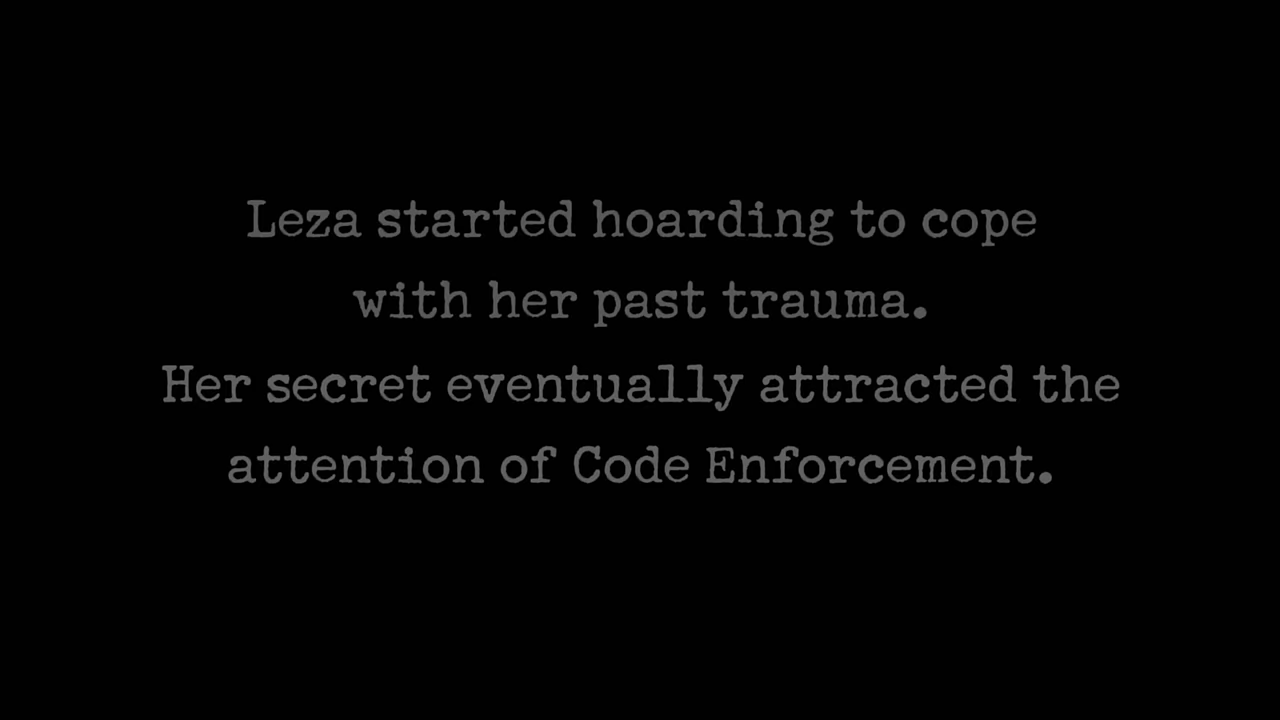 Leza started hoarding to cope
with her past trauma.
Her secret eventually attracted the
attention of Code Enforcement.